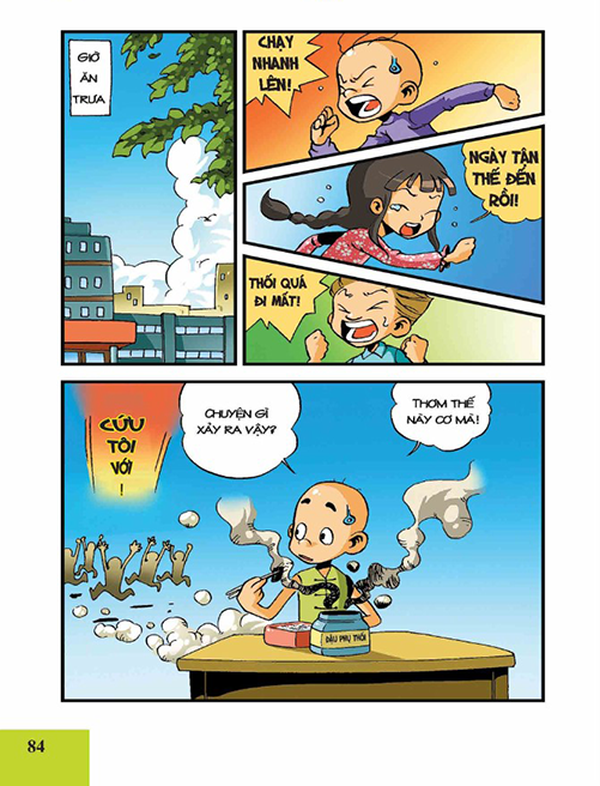 GIỜ
ĂN
TRƯA
CHẠY
NHANH
LÊN!
NGÀY TẬN
THẾ ĐẾN
RỒI!
THỐI QUÁ
ĐI MẤT!
CỨU
TÔI
VỚI
!
CHUYỆN GÌ
XẢY RA VẬY?
THƠM THẾ
NÀY CƠ MÀ!
ĐẬU PHỤ THỐI
84